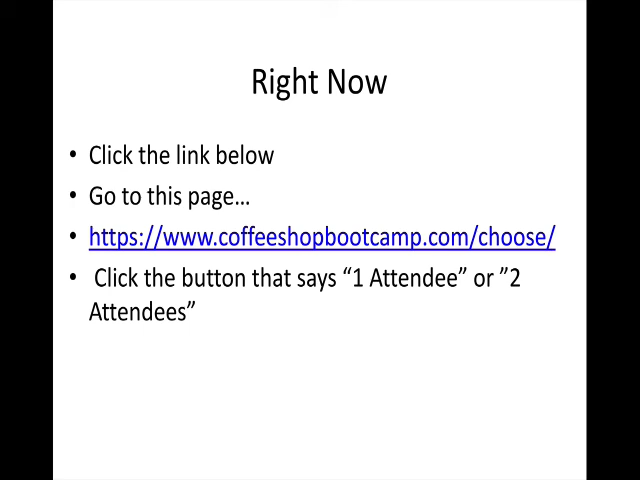 Right Now
• Click the link below
• Go to this page…
• https://www.coffeeshopbootcamp.com/choose/
• Click the button that says “1 Attendee” or ”2
Attendees”